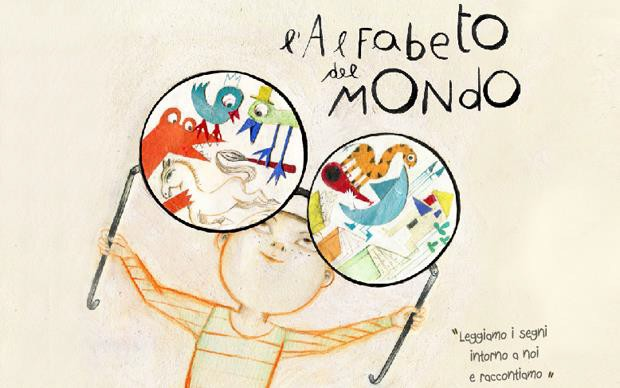 l'Alfabeto
del
MONdO
"Leggiamo i segni
intorno a noi
e raccontiamo"